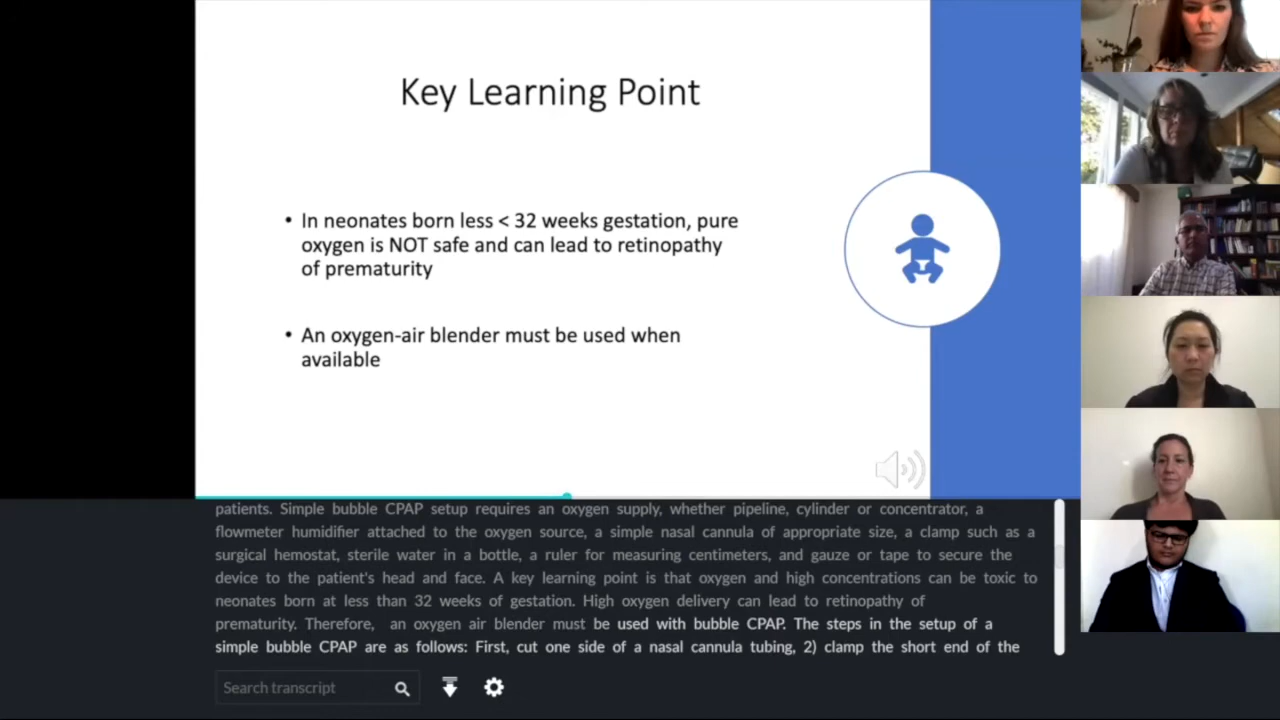 Key Learning Point
• In neonates born less < 32 weeks gestation, pure
oxygen is NOT safe and can lead to retinopathy
of prematurity
• An oxygen-air blender must be used when
available
patients. Simple bubble CPAP setup requires an oxygen supply, whether pipeline, cylinder or concentrator, a
flowmeter humidifier attached to the oxygen source, a simple nasal cannula of appropriate size, a clamp such as a
surgical hemostat, sterile water in a bottle, a ruler for measuring centimeters, and gauze or tape to secure the
device to the patient's head and face. A key learning point is that oxygen and high concentrations can be toxic to
neonates born at less than 32 weeks of gestation. High oxygen delivery can lead to retinopathy of
prematurity. Therefore, an oxygen air blender must be used with bubble CPAP. The steps in the setup of a
simple bubble CPAP are as follows: First, cut one side of a nasal cannula tubing, 2) clamp the short end of the
Search transcript